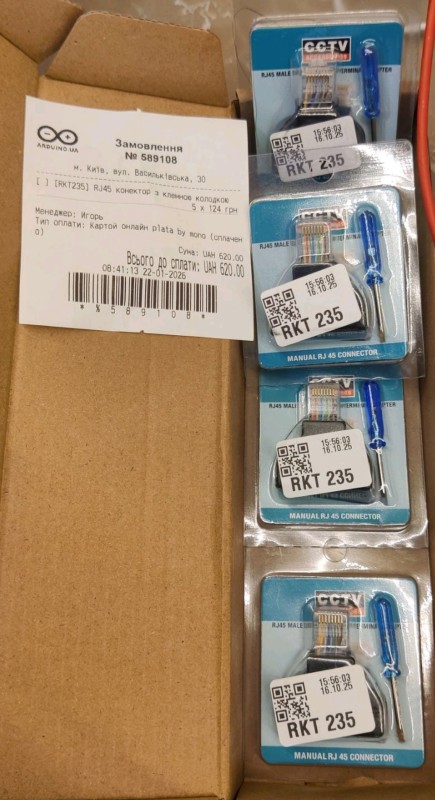 ARDUINO.UA
Замовлення
№ 589108
м. Київ, вул. Васильківська, 30
[ ] [RKT235] RJ45 конектор з клемною колодкою
5 x 124 грн
Менеджер: Игорь
Тип оплати: Картой онлайн plata by mono (сплачено)
Сума: UAH 620.00
Всього до сплати: UAH 620.00
08:41:13 22-01-2026
* % 5 8 9 1 0 8 *
CCTV
ACCESSORIES
RJ45 MALE
15:56:03
16.10.25
RKT 235
RJ45
15:56:03
16.10.25
RKT 235
MANUAL RJ 45 CONNECTOR
CCTV
RJ45 MALE
15:56:03
16.10.25
RKT 235
MANUAL RJ 45 CONNECTOR
CCTV
RJ45 MALE
15:56:03
16.10.25
RKT 235
MANUAL RJ 45 CONNECTOR